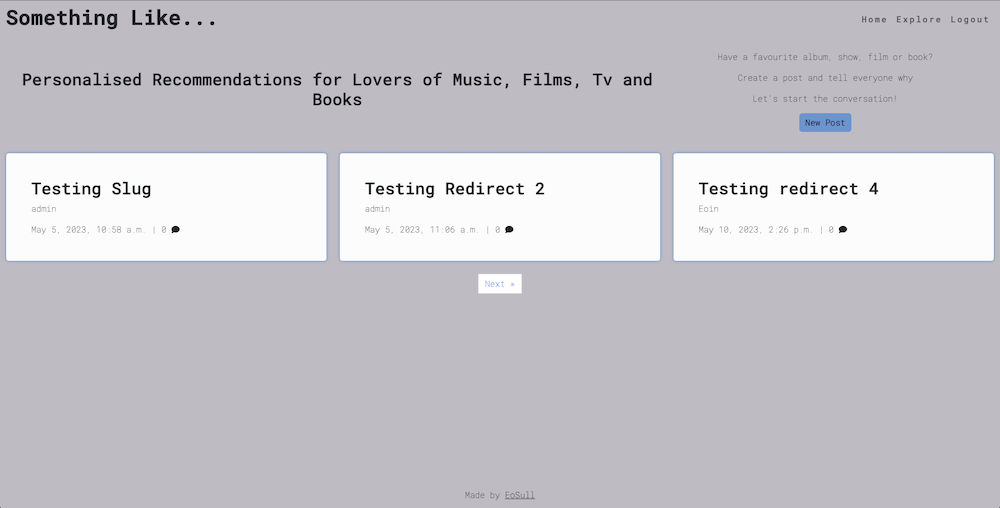 Something Like...
Home Explore Logout
Personalised Recommendations for Lovers of Music, Films, Tv and
Books
Have a favourite album, show, film or book?
Create a post and tell everyone why
Let's start the conversation!
New Post
Testing Slug
admin
May 5, 2023, 10:58 a.m. | 0
Testing Redirect 2
admin
May 5, 2023, 11:06 a.m. | 0
Testing redirect 4
Eoin
May 10, 2023, 2:26 p.m. | 0
Next »
Made by EoSull